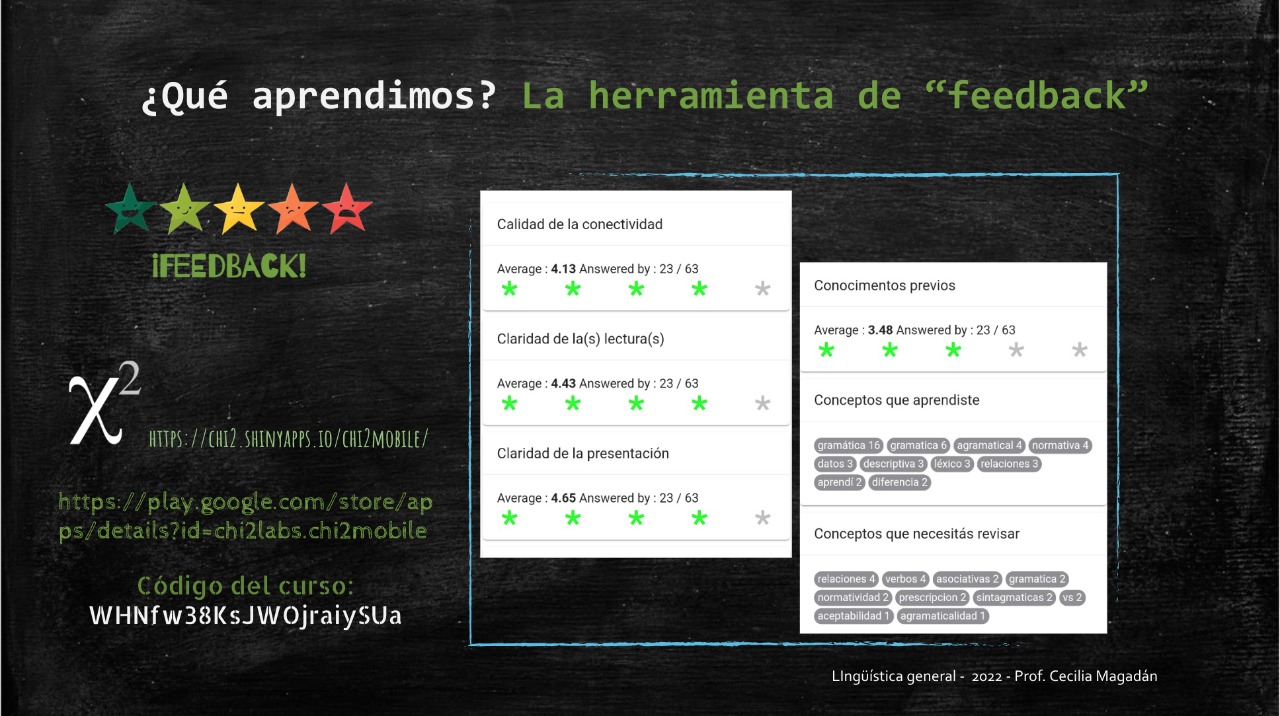 ¿Qué aprendimos? La herramienta de “feedback”
¡FEEDBACK!
χ2
HTTPS://CHI2.SHINYAPPS.IO/CHI2MOBILE/
https://play.google.com/store/ap
ps/details?id=chi2labs.chi2mobile
Código del curso:
WHNfw38KsJWOjraiySUa
Calidad de la conectividad
Average : 4.13 Answered by : 23 / 63
* * * * *
Claridad de la(s) lectura(s)
Average : 4.43 Answered by : 23 / 63
* * * * *
Claridad de la presentación
Average : 4.65 Answered by : 23 / 63
* * * * *
Conocimentos previos
Average : 3.48 Answered by : 23 / 63
* * * * *
Conceptos que aprendiste
gramática 16 gramatica 6 agramatical 4 normativa 4
datos 3 descriptiva 3 léxico 3 relaciones 3
aprendí 2 diferencia 2
Conceptos que necesitás revisar
relaciones 4 verbos 4 asociativas 2 gramatica 2
normatividad 2 prescripcion 2 sintagmaticas 2 vs 2
aceptabilidad 1 agramaticalidad 1
LIngüística general - 2022 - Prof. Cecilia Magadán